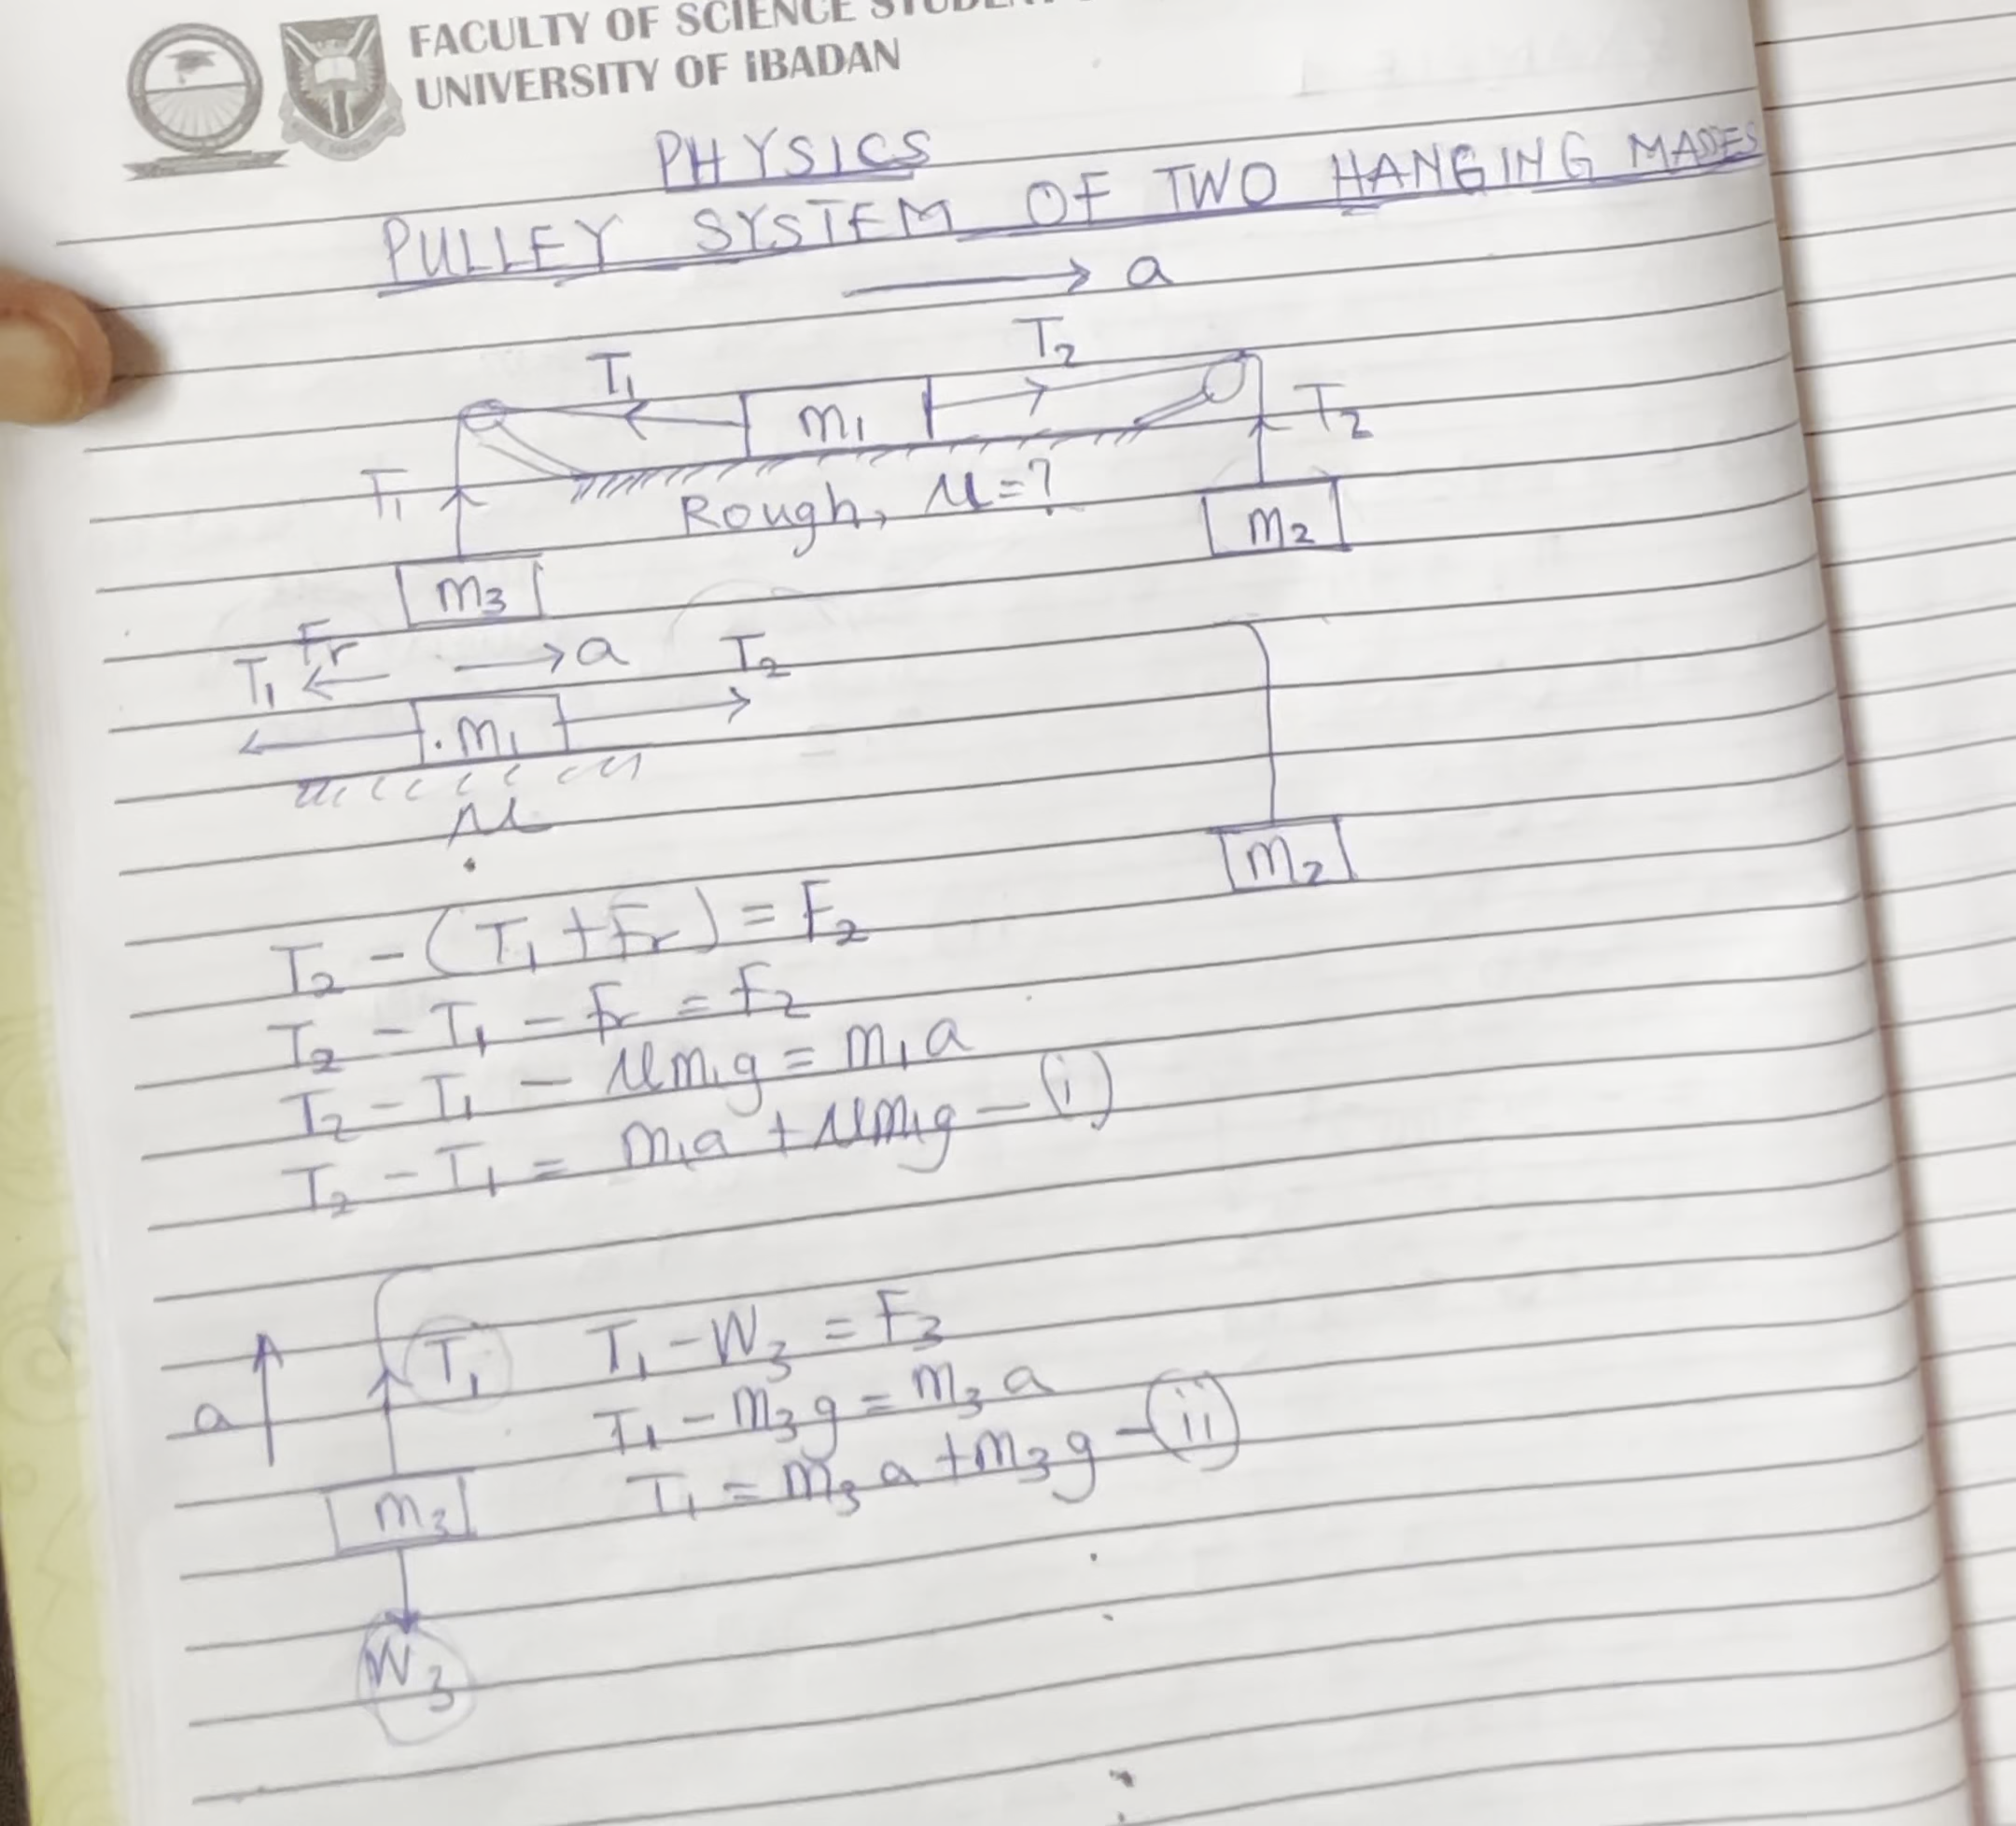 FACULTY OF SCIENCE
UNIVERSITY OF IBADAN
PHYSICS
PULLEY SYSTEM OF TWO HANGING MASSES
a
T₁ T₂
m₁
T₁ T₂
Rough, μ=?
m₂
m₃
Fr a T₂
T₁
m₁
μ
m₂
T₂ - (T₁ + Fr) = F₂
T₂ - T₁ - Fr = F₂
T₂ - T₁ - μm₁g = m₁a
T₂ - T₁ = m₁a + μm₁g - (i)
T₁ T₁ - W₃ = F₃
a T₁ - m₃g = m₃a
T₁ = m₃a + m₃g - (ii)
m₃
W₃